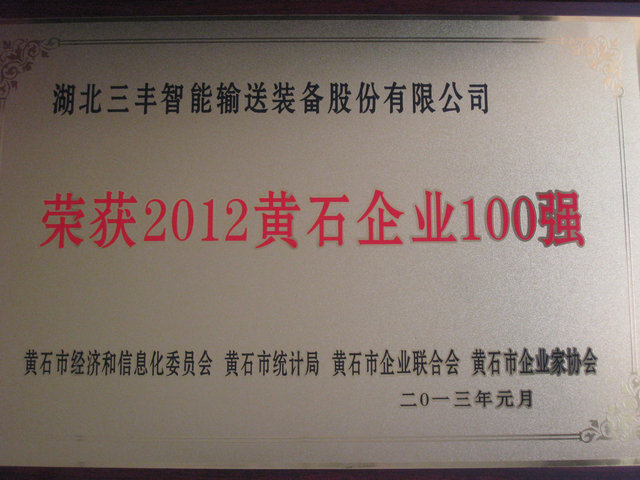 湖北三丰智能输送装备股份有限公司
荣获2012黄石企业100强
黄石市经济和信息化委员会 黄石市统计局 黄石市企业联合会 黄石市企业家协会
二0一三年元月